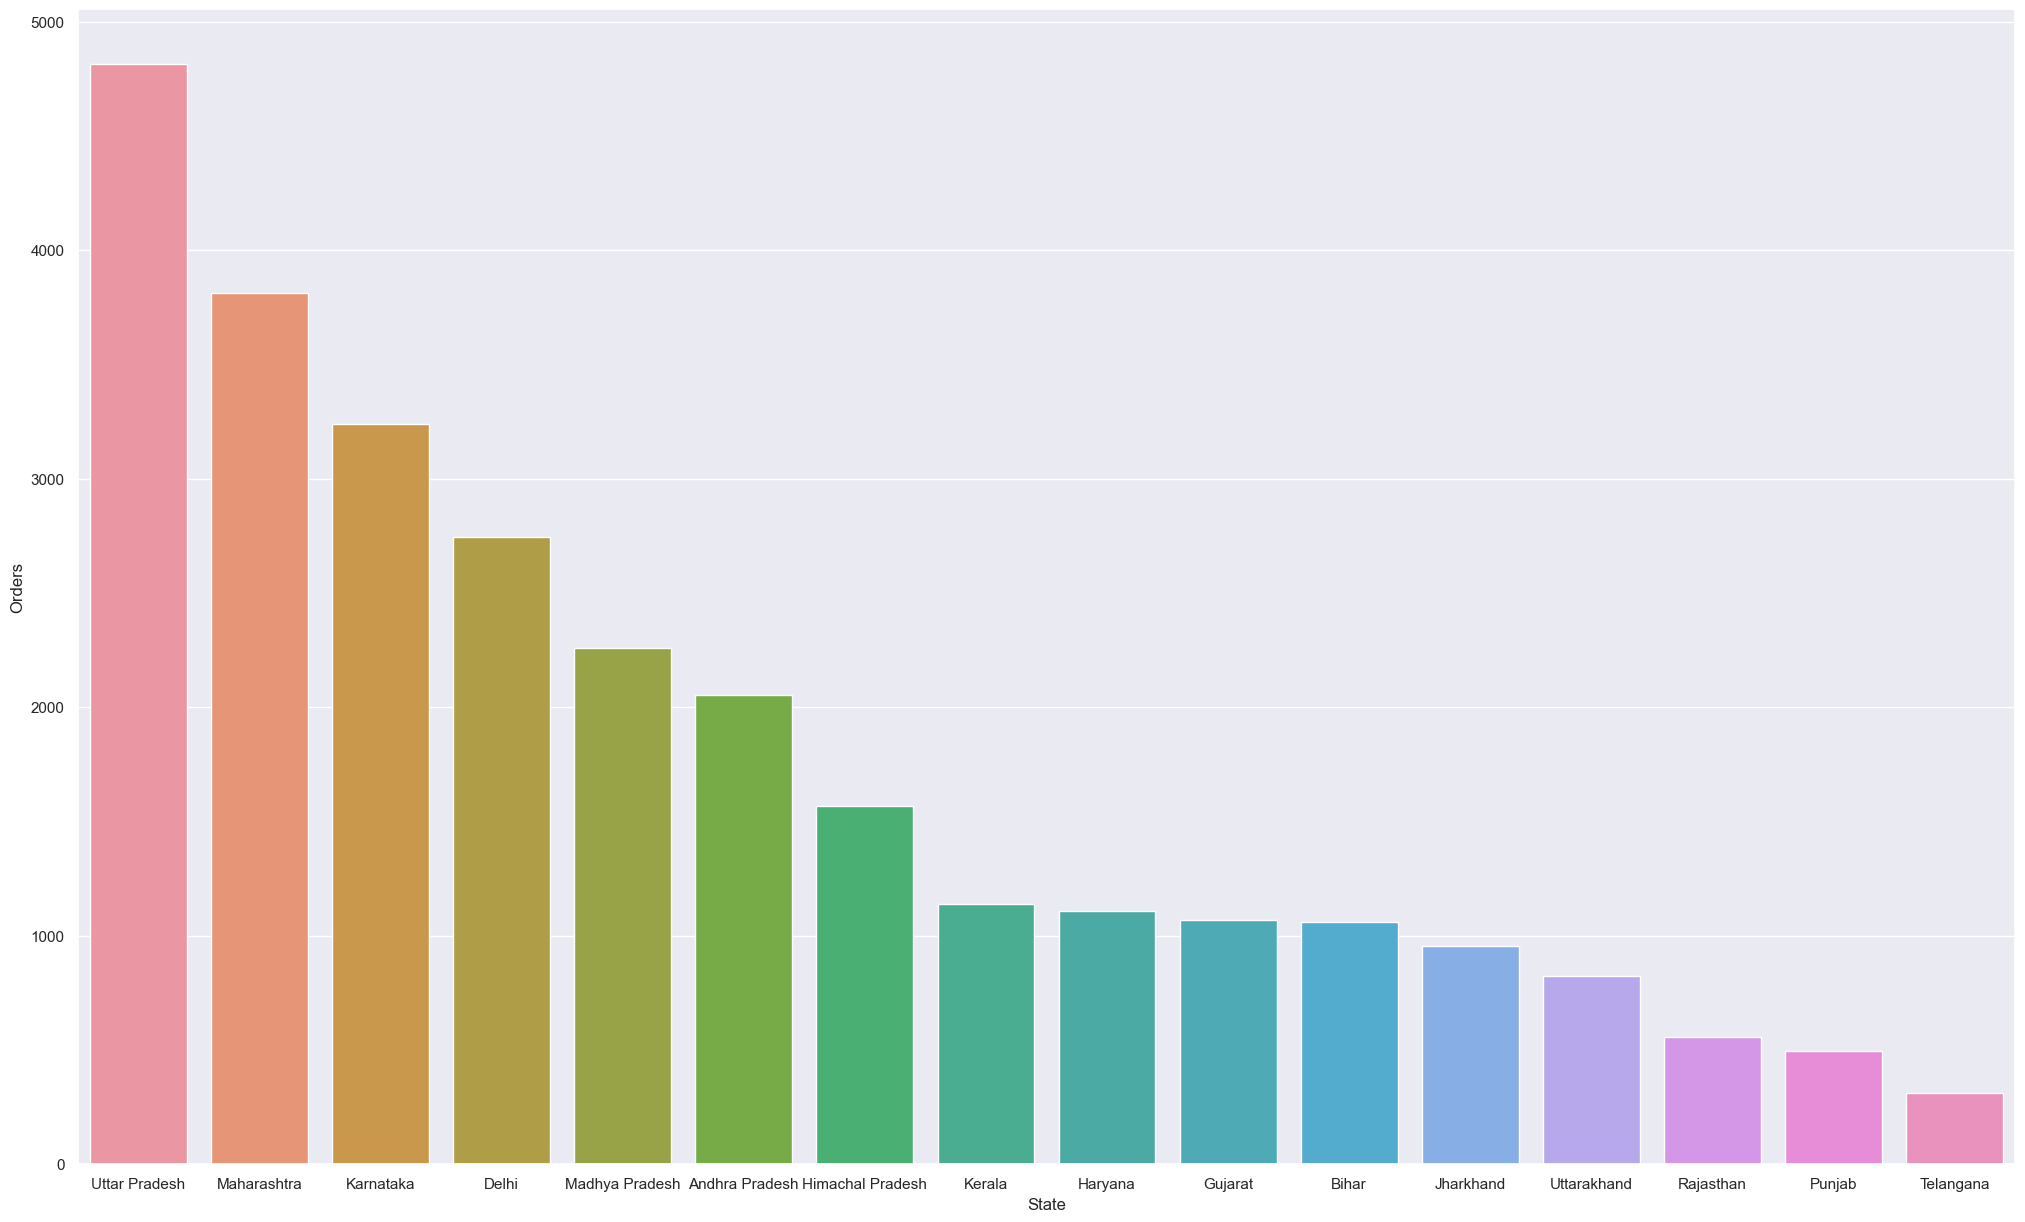 5000
4000
3000
2000
1000
0
Orders
Uttar Pradesh Maharashtra Karnataka Delhi Madhya Pradesh Andhra Pradesh Himachal Pradesh Kerala Haryana Gujarat Bihar Jharkhand Uttarakhand Rajasthan Punjab Telangana
State